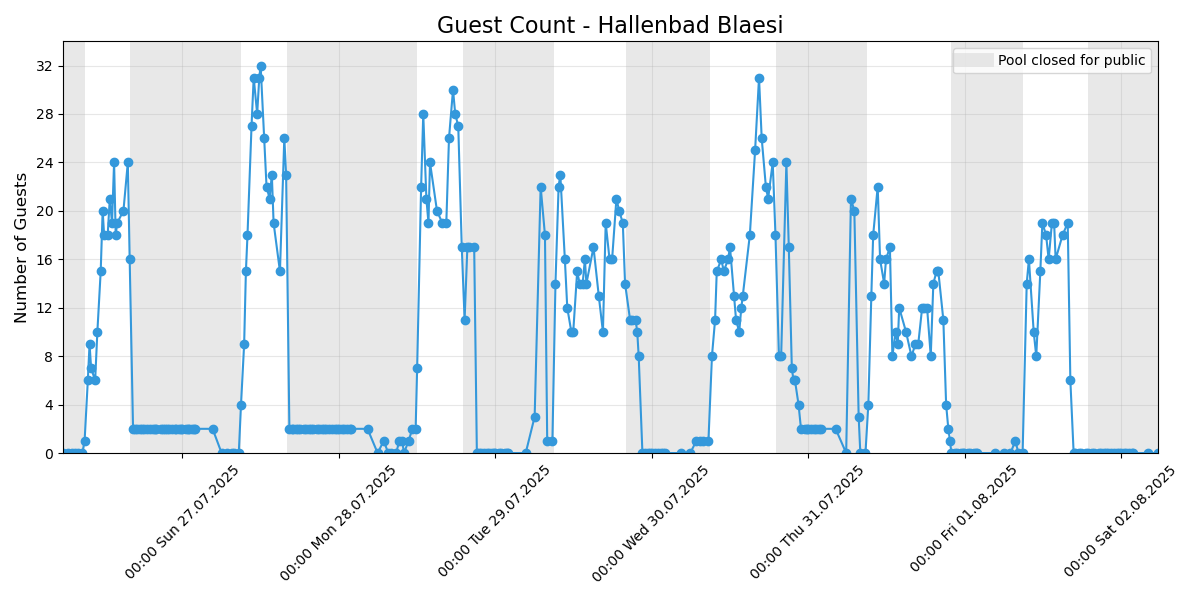 Guest Count - Hallenbad Blaesi
Pool closed for public
Number of Guests
32
28
24
20
16
12
8
4
0
00:00 Sun 27.07.2025
00:00 Mon 28.07.2025
00:00 Tue 29.07.2025
00:00 Wed 30.07.2025
00:00 Thu 31.07.2025
00:00 Fri 01.08.2025
00:00 Sat 02.08.2025